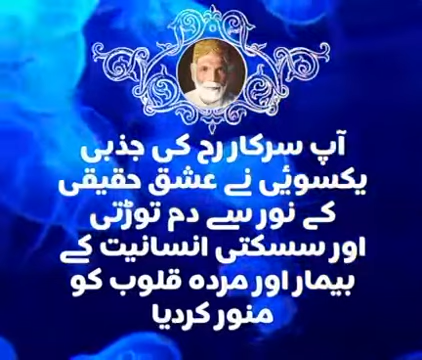 آپ سرکار رح کی جذبی
یکسوئی نے عشق حقیقی
کے نور سے دم توڑتی
اور سسکتی انسانیت کے
بیمار اور مردہ قلوب کو
منور کردیا